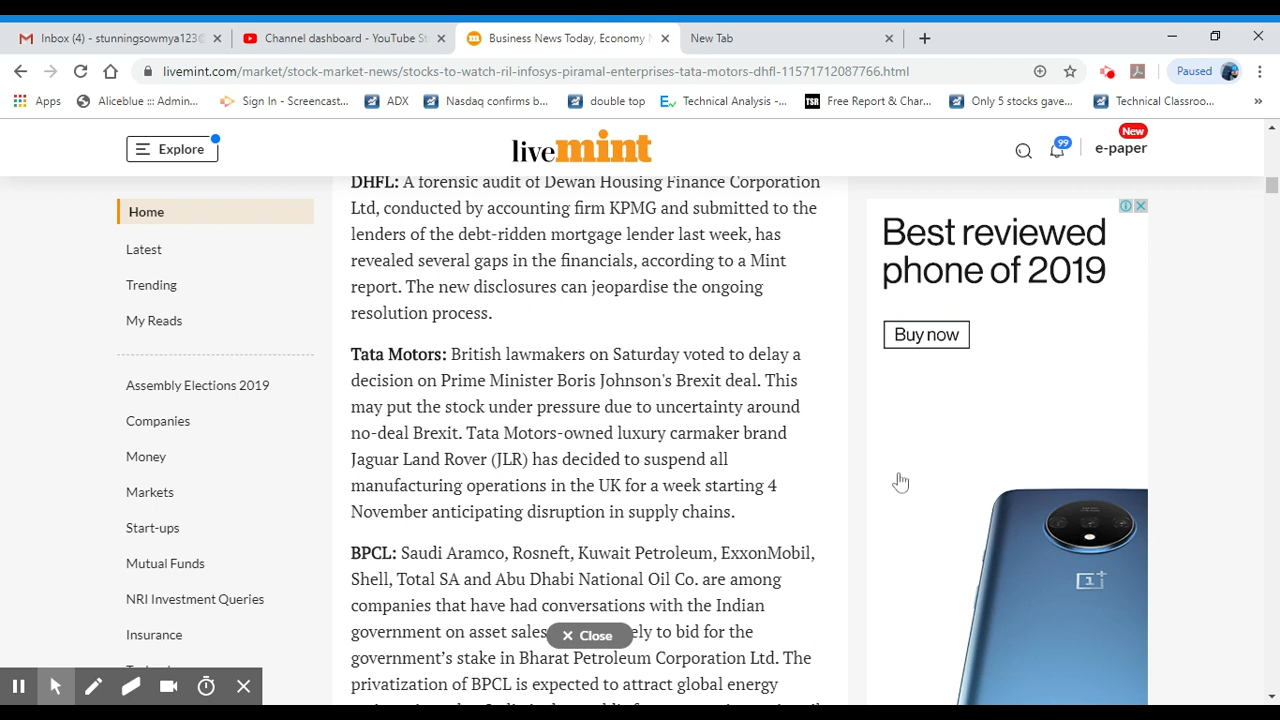 Inbox (4) - stunningsowmya123@
Channel dashboard - YouTube St
Business News Today, Economy N
New Tab
livemint.com/market/stock-market-news/stocks-to-watch-ril-infosys-piramal-enterprises-tata-motors-dhfl-11571712087766.html
Paused
Apps
Aliceblue ::: Admin...
Sign In - Screencast...
ADX
Nasdaq confirms b...
double top
Technical Analysis -...
TSR
Free Report & Char...
Only 5 stocks gave...
Technical Classroo...
»
Explore
livemint
99
New
e-paper
Home
Latest
Trending
My Reads
Assembly Elections 2019
Companies
Money
Markets
Start-ups
Mutual Funds
NRI Investment Queries
Insurance
DHFL: A forensic audit of Dewan Housing Finance Corporation
Ltd, conducted by accounting firm KPMG and submitted to the
lenders of the debt-ridden mortgage lender last week, has
revealed several gaps in the financials, according to a Mint
report. The new disclosures can jeopardise the ongoing
resolution process.
Tata Motors: British lawmakers on Saturday voted to delay a
decision on Prime Minister Boris Johnson's Brexit deal. This
may put the stock under pressure due to uncertainty around
no-deal Brexit. Tata Motors-owned luxury carmaker brand
Jaguar Land Rover (JLR) has decided to suspend all
manufacturing operations in the UK for a week starting 4
November anticipating disruption in supply chains.
BPCL: Saudi Aramco, Rosneft, Kuwait Petroleum, ExxonMobil,
Shell, Total SA and Abu Dhabi National Oil Co. are among
companies that have had conversations with the Indian
government on asset sales ely to bid for the
Close
government's stake in Bharat Petroleum Corporation Ltd. The
privatization of BPCL is expected to attract global energy
Best reviewed
phone of 2019
Buy now